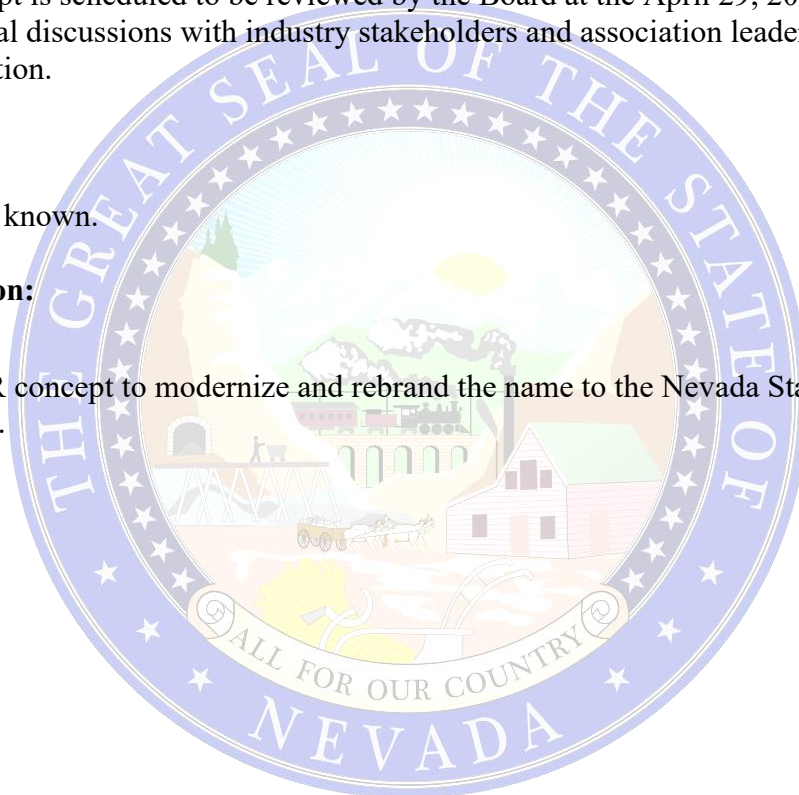 pt is scheduled to be reviewed by the Board at the April 29, 20
al discussions with industry stakeholders and association leader
tion.
known.
on:
R concept to modernize and rebrand the name to the Nevada Sta
.
THE GREAT SEAL OF THE STATE OF
ALL FOR OUR COUNTRY
NEVADA